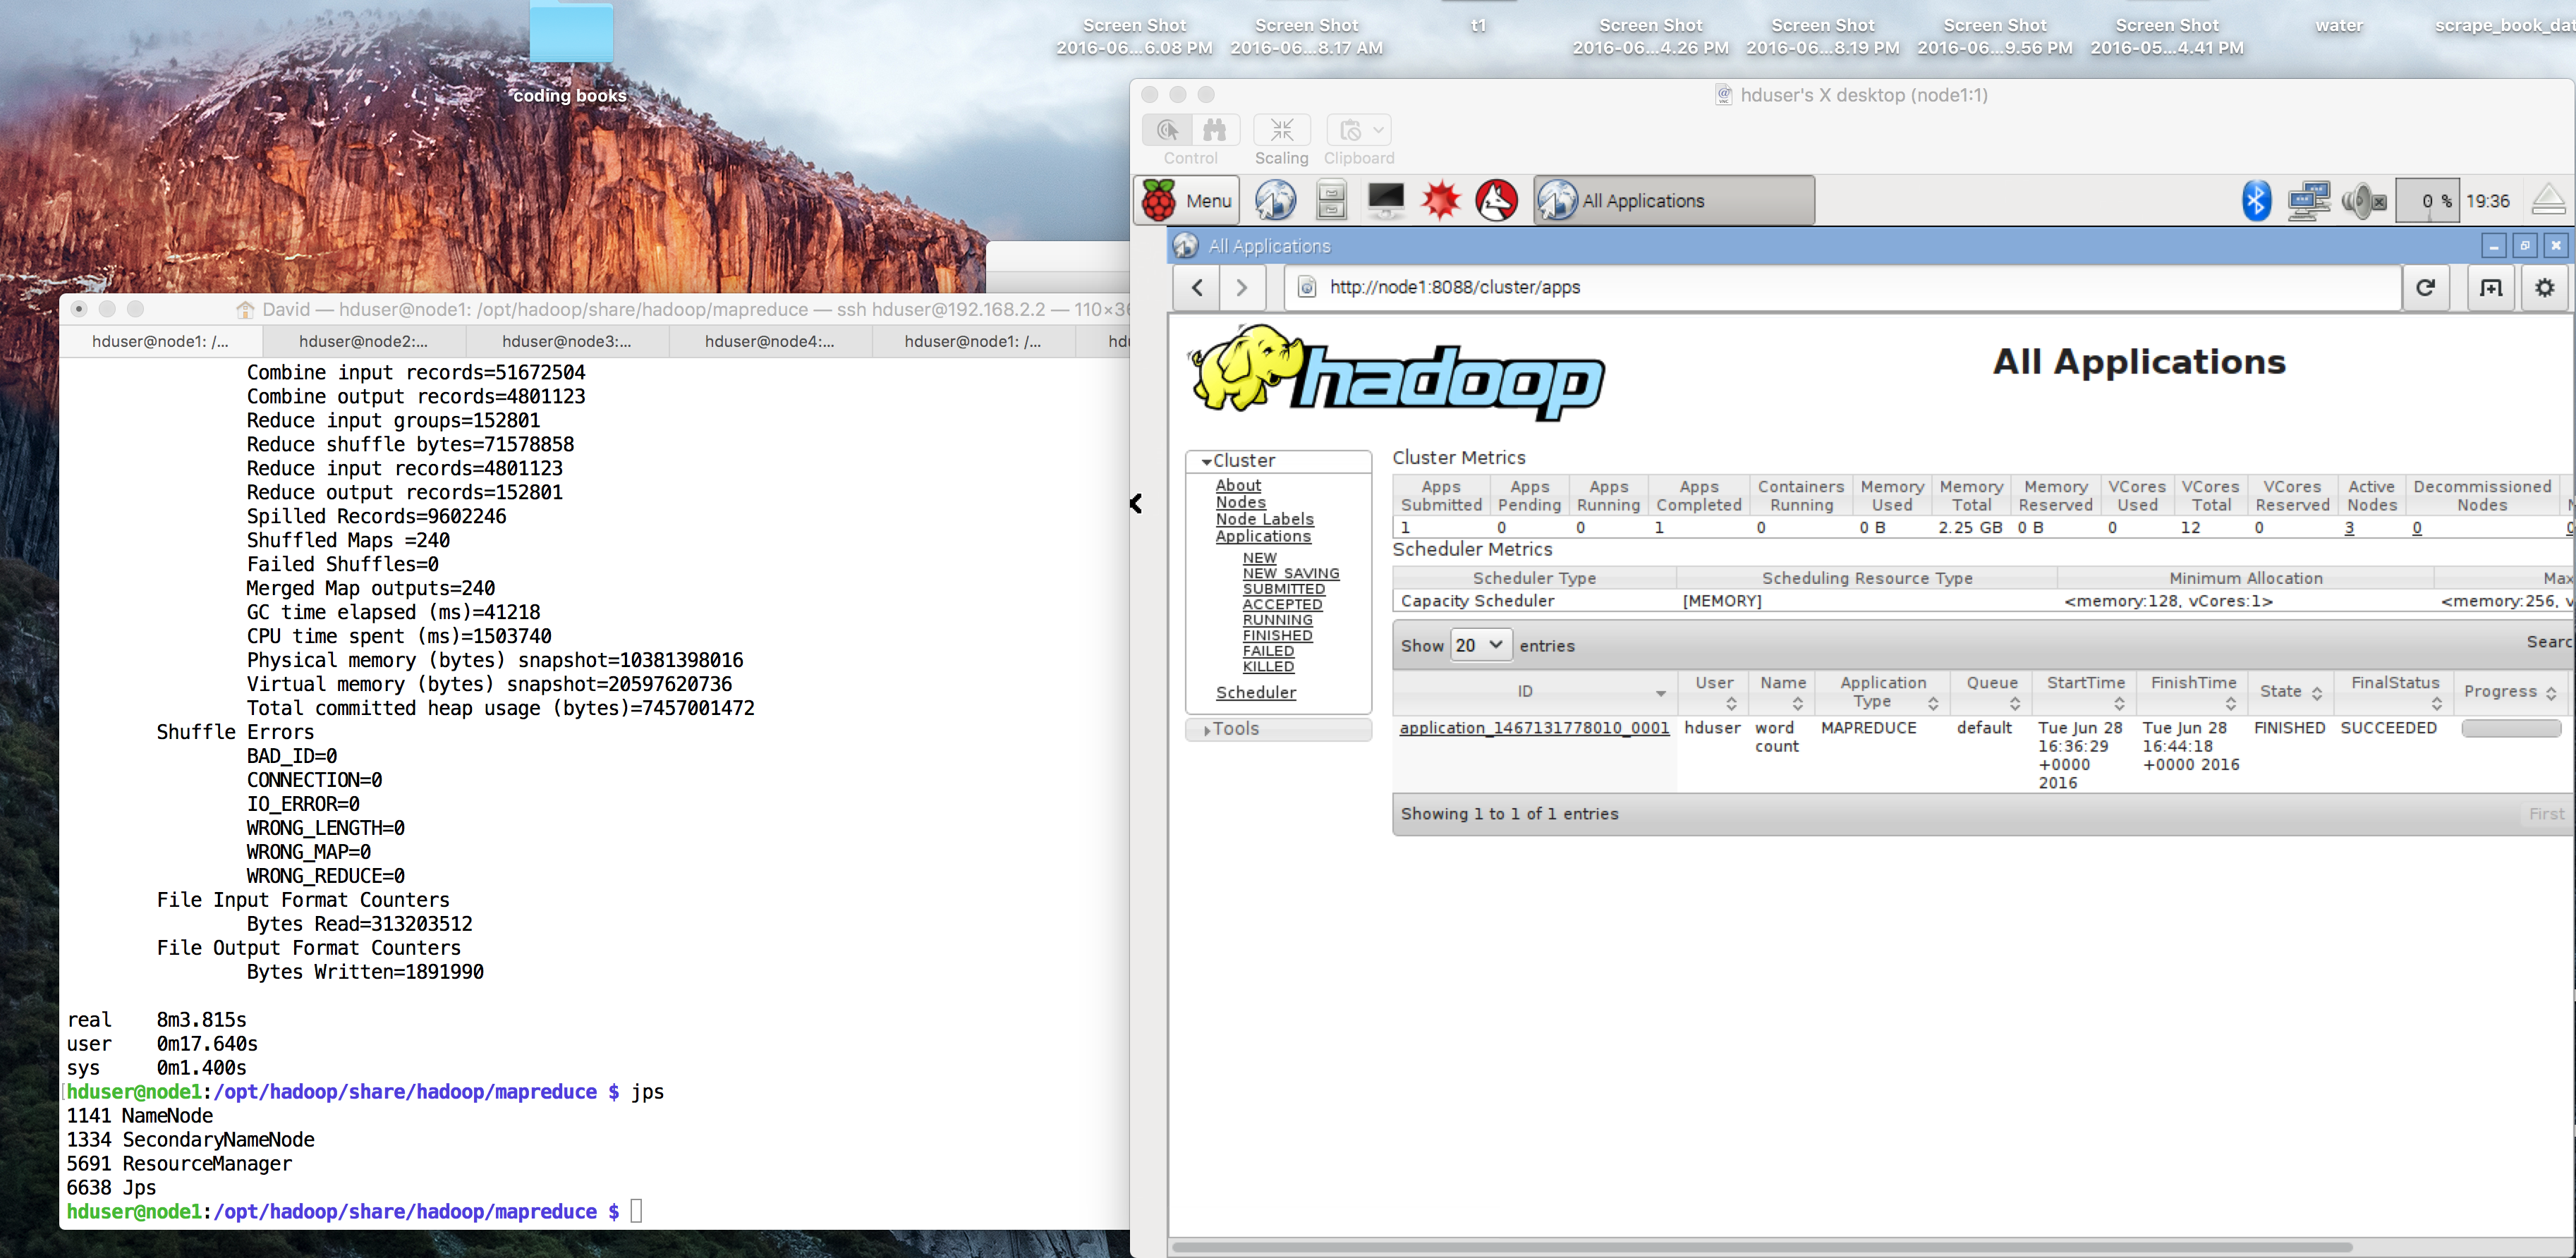 coding books
Screen Shot
2016-06...6.08 PM
Screen Shot
2016-06...8.17 AM
t1
Screen Shot
2016-06...4.26 PM
Screen Shot
2016-06...8.19 PM
Screen Shot
2016-06...9.56 PM
Screen Shot
2016-05...4.41 PM
water
scrape_book_dat
David — hduser@node1: /opt/hadoop/share/hadoop/mapreduce — ssh hduser@192.168.2.2 — 110×36
hduser@node1: /... hduser@node2:... hduser@node3:... hduser@node4:... hduser@node1: /... hdu
Combine input records=51672504
Combine output records=4801123
Reduce input groups=152801
Reduce shuffle bytes=71578858
Reduce input records=4801123
Reduce output records=152801
Spilled Records=9602246
Shuffled Maps =240
Failed Shuffles=0
Merged Map outputs=240
GC time elapsed (ms)=41218
CPU time spent (ms)=1503740
Physical memory (bytes) snapshot=10381398016
Virtual memory (bytes) snapshot=20597620736
Total committed heap usage (bytes)=7457001472
Shuffle Errors
BAD_ID=0
CONNECTION=0
IO_ERROR=0
WRONG_LENGTH=0
WRONG_MAP=0
WRONG_REDUCE=0
File Input Format Counters
Bytes Read=313203512
File Output Format Counters
Bytes Written=1891990
real 8m3.815s
user 0m17.640s
sys 0m1.400s
hduser@node1:/opt/hadoop/share/hadoop/mapreduce $ jps
1141 NameNode
1334 SecondaryNameNode
5691 ResourceManager
6638 Jps
hduser@node1:/opt/hadoop/share/hadoop/mapreduce $
hduser's X desktop (node1:1)
Control Scaling Clipboard
Menu All Applications 0 % 19:36
All Applications
http://node1:8088/cluster/apps
hadoop
All Applications
Cluster
About
Nodes
Node Labels
Applications
NEW
NEW_SAVING
SUBMITTED
ACCEPTED
RUNNING
FINISHED
FAILED
KILLED
Scheduler
Tools
Cluster Metrics
Apps Apps Apps Apps Containers Memory Memory Memory VCores VCores VCores Active Decommissioned
Submitted Pending Running Completed Running Used Total Reserved Used Total Reserved Nodes Nodes
1 0 0 1 0 0 B 2.25 GB 0 B 0 12 0 3 0 0
Scheduler Metrics
Scheduler Type Scheduling Resource Type Minimum Allocation Max
Capacity Scheduler [MEMORY] <memory:128, vCores:1> <memory:256, v
Show 20 entries Searc
ID User Name Application Type Queue StartTime FinishTime State FinalStatus Progress
application_1467131778010_0001 hduser word MAPREDUCE default Tue Jun 28 Tue Jun 28 FINISHED SUCCEEDED
count 16:36:29 16:44:18
+0000 +0000 2016
2016
Showing 1 to 1 of 1 entries First